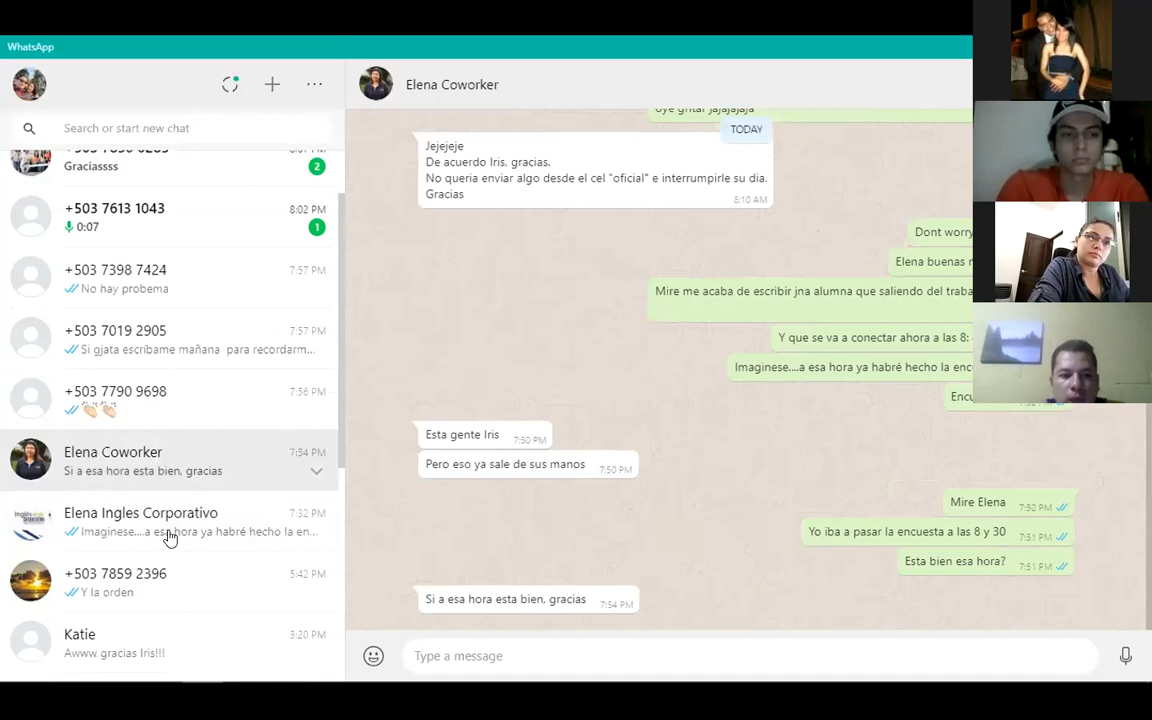 WhatsApp
Search or start new chat
Graciassss
2
+503 7613 1043
8:02 PM
0:07
1
+503 7398 7424
7:57 PM
No hay probema
+503 7019 2905
7:57 PM
Si gjata escríbame mañana para recordarm...
+503 7790 9698
7:56 PM
Elena Coworker
7:54 PM
Si a esa hora esta bien, gracias
Elena Ingles Corporativo
7:32 PM
Imaginese....a esa hora ya habré hecho la en...
+503 7859 2396
5:42 PM
Y la orden
Katie
5:20 PM
Awww gracias Iris!!!
Elena Coworker
oye gritar jajajajaja
TODAY
Jejejeje
De acuerdo Iris, gracias.
No queria enviar algo desde el cel "oficial" e interrumpirle su dia.
Gracias
8:10 AM
Dont worry
Elena buenas
Mire me acaba de escribir jna alumna que saliendo del traba
Y que se va a conectar ahora a las 8:
Imaginese....a esa hora ya habré hecho la enc
Encu
Esta gente Iris
7:50 PM
Pero eso ya sale de sus manos
7:50 PM
Mire Elena
7:52 PM
Yo iba a pasar la encuesta a las 8 y 30
7:51 PM
Esta bien esa hora?
7:51 PM
Si a esa hora esta bien, gracias
7:54 PM
Type a message